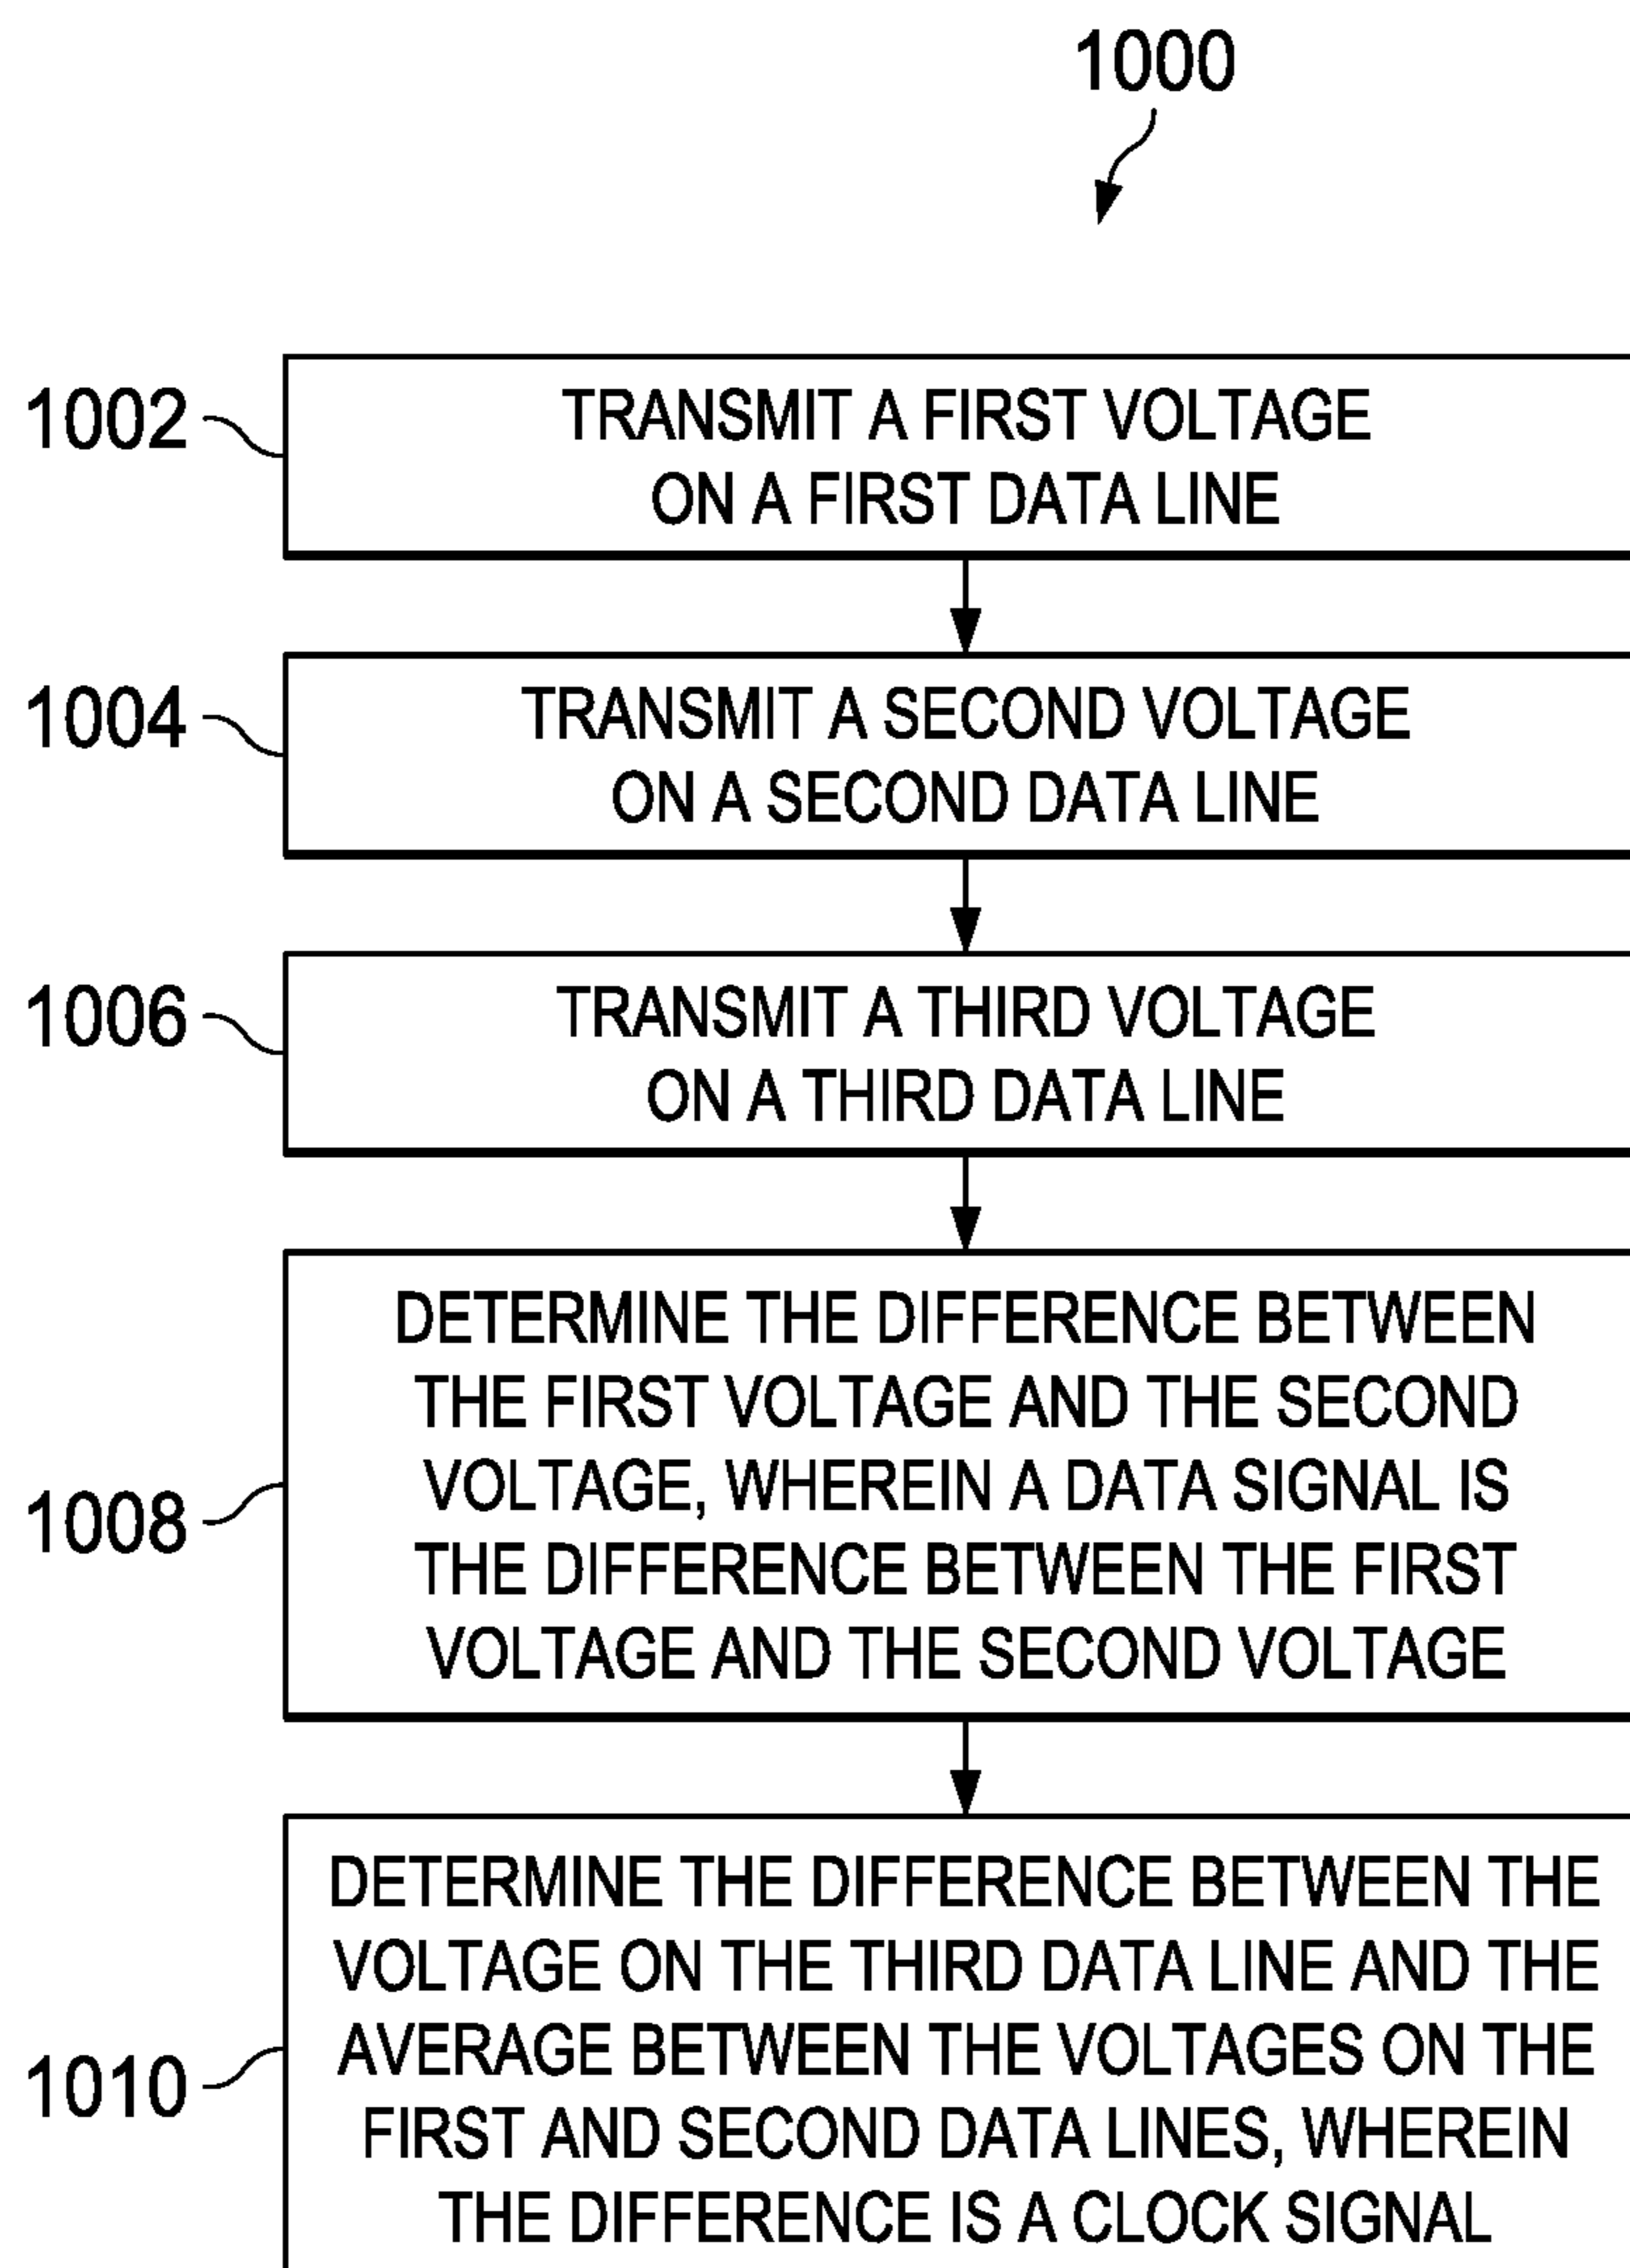 1000
1002
TRANSMIT A FIRST VOLTAGE
ON A FIRST DATA LINE
1004
TRANSMIT A SECOND VOLTAGE
ON A SECOND DATA LINE
1006
TRANSMIT A THIRD VOLTAGE
ON A THIRD DATA LINE
1008
DETERMINE THE DIFFERENCE BETWEEN
THE FIRST VOLTAGE AND THE SECOND
VOLTAGE, WHEREIN A DATA SIGNAL IS
THE DIFFERENCE BETWEEN THE FIRST
VOLTAGE AND THE SECOND VOLTAGE
1010
DETERMINE THE DIFFERENCE BETWEEN THE
VOLTAGE ON THE THIRD DATA LINE AND THE
AVERAGE BETWEEN THE VOLTAGES ON THE
FIRST AND SECOND DATA LINES, WHEREIN
THE DIFFERENCE IS A CLOCK SIGNAL